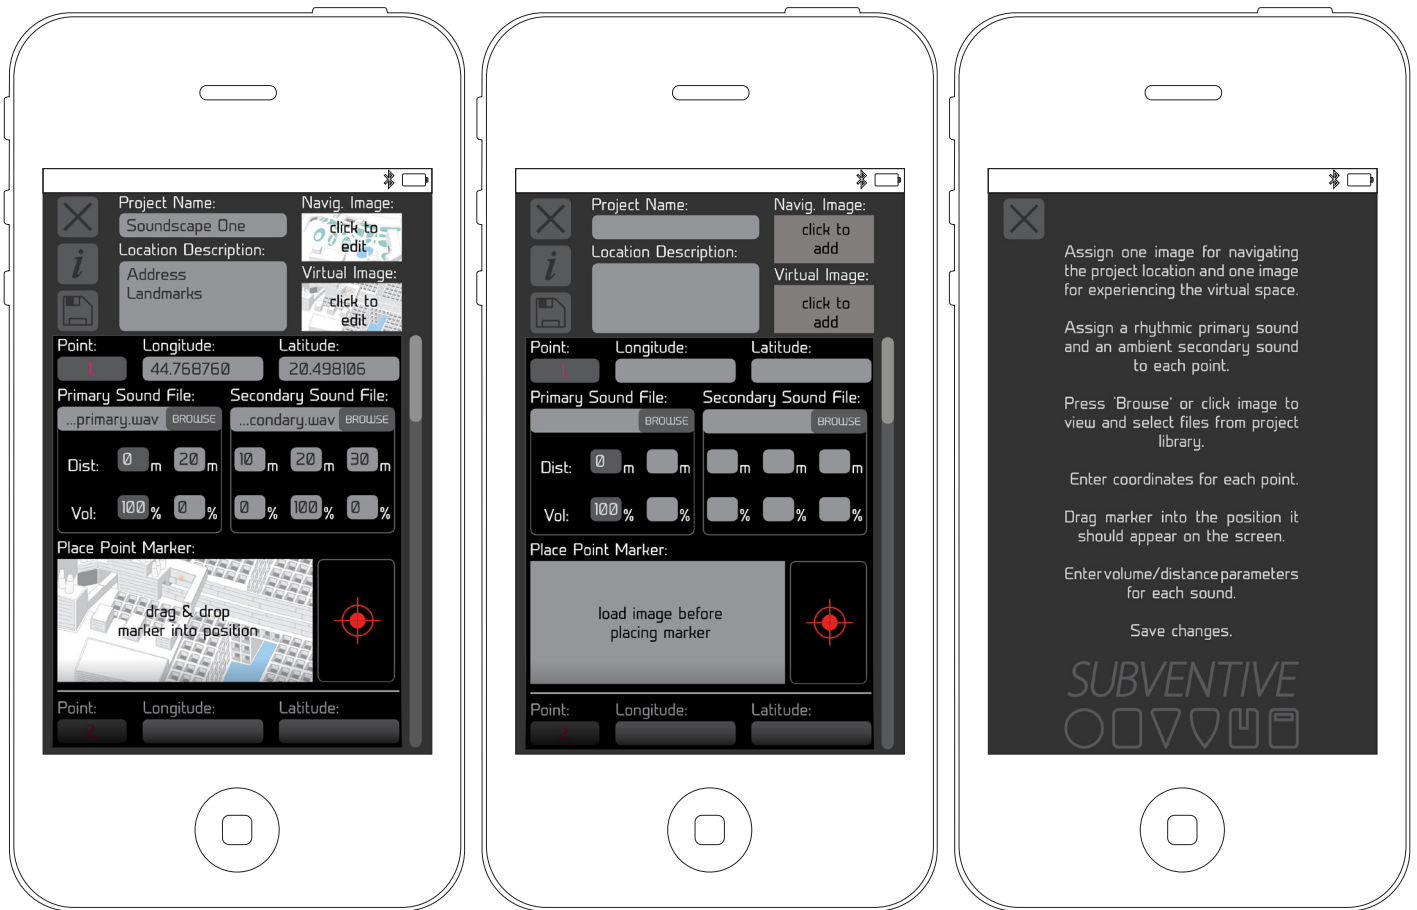 Project Name:
Navig. Image:
Soundscape One
click to
edit
Location Description:
Address
Landmarks
Virtual Image:
click to
edit
i
Point:
Longitude:
Latitude:
1
44.768760
20.498106
Primary Sound File:
Secondary Sound File:
...primary.wav
BROWSE
...condary.wav
BROWSE
Dist:
0 m
20 m
10 m
20 m
30 m
Vol:
100 %
0 %
0 %
100 %
0 %
Place Point Marker:
drag & drop
marker into position
Point:
Longitude:
Latitude:
2
Project Name:
Navig. Image:
click to
add
Location Description:
Virtual Image:
click to
add
i
Point:
Longitude:
Latitude:
1
Primary Sound File:
Secondary Sound File:
BROWSE
BROWSE
Dist:
0 m
m
m
m
m
Vol:
100 %
%
%
%
%
Place Point Marker:
load image before
placing marker
Point:
Longitude:
Latitude:
2
Assign one image for navigating
the project location and one image
for experiencing the virtual space.
Assign a rhythmic primary sound
and an ambient secondary sound
to each point.
Press 'Browse' or click image to
view and select files from project
library.
Enter coordinates for each point.
Drag marker into the position it
should appear on the screen.
Enter volume/distance parameters
for each sound.
Save changes.
SUBVENTIVE